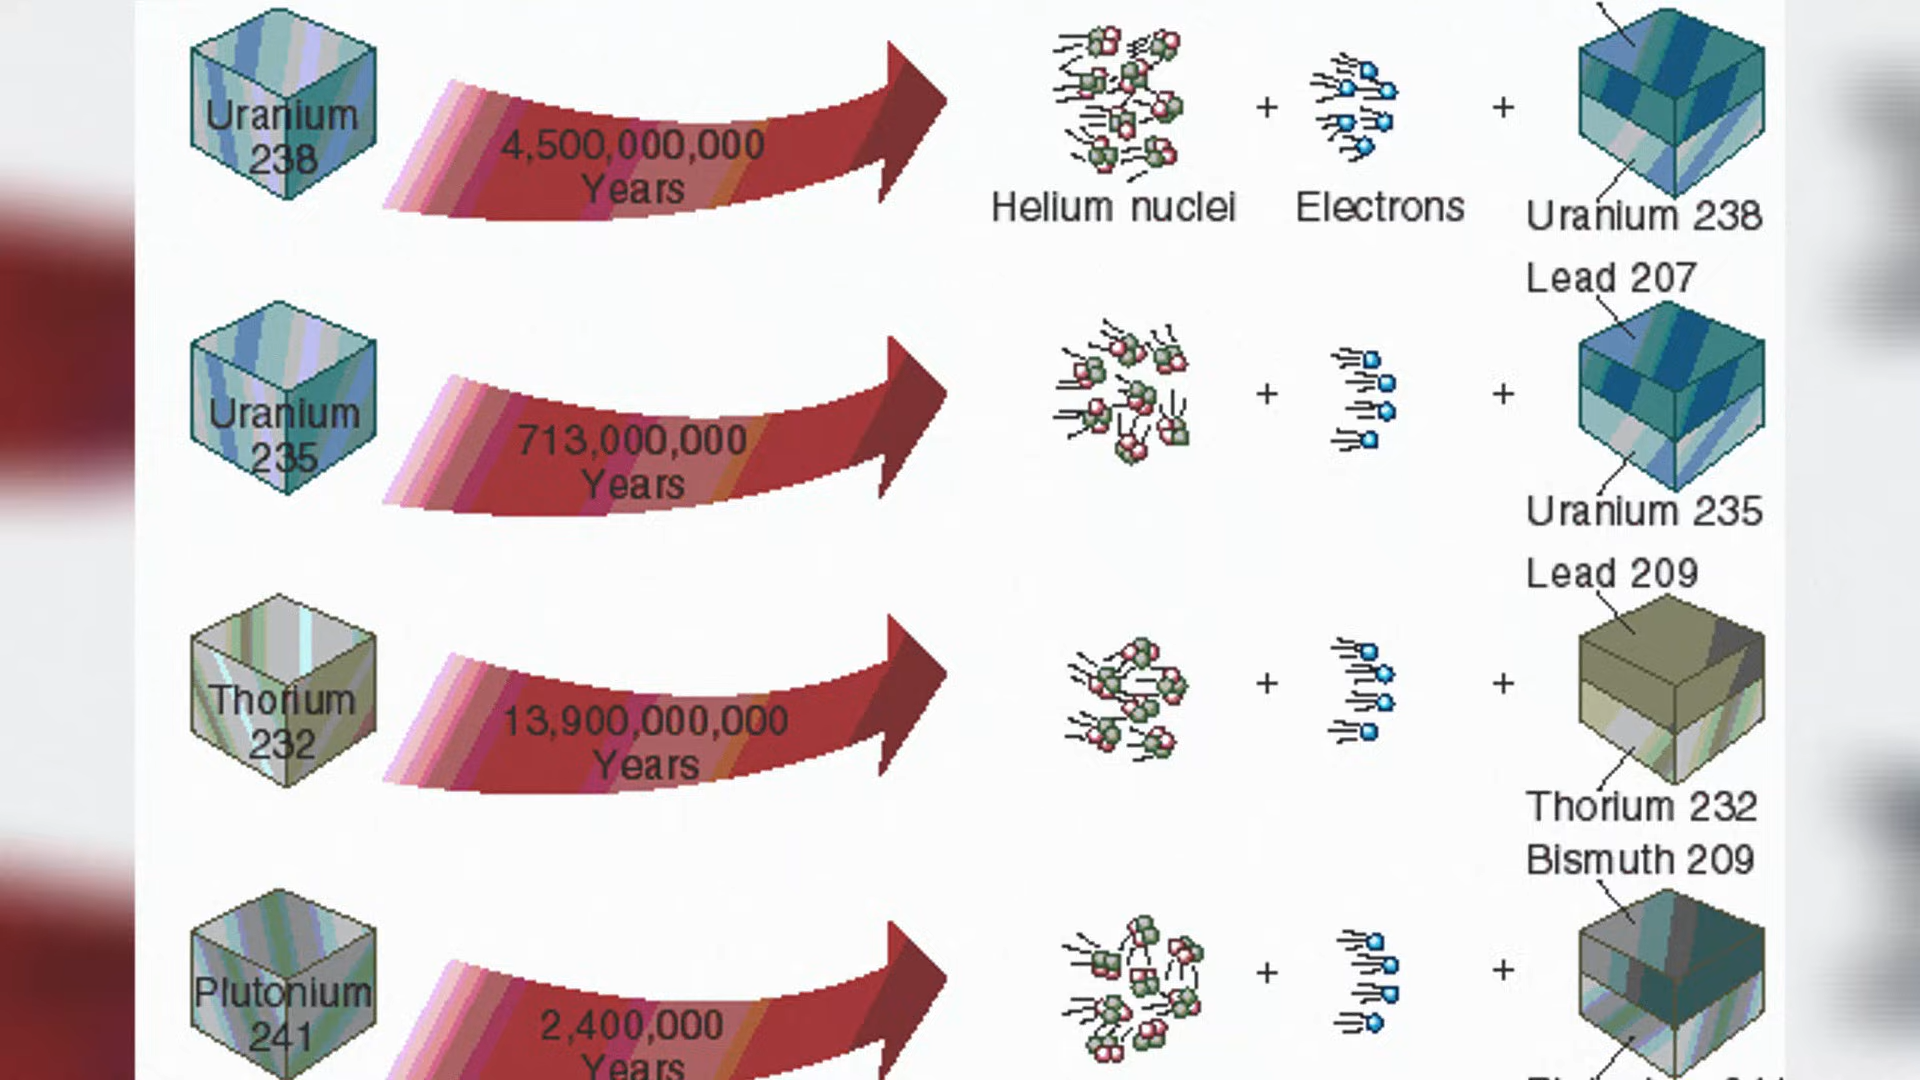 Uranium
238
4,500,000,000
Years
+
+
Helium nuclei
Electrons
Uranium 238
Lead 207
Uranium
235
713,000,000
Years
+
+
Uranium 235
Lead 209
Thorium
232
13,900,000,000
Years
+
+
Thorium 232
Bismuth 209
Plutonium
241
2,400,000
Years
+
+